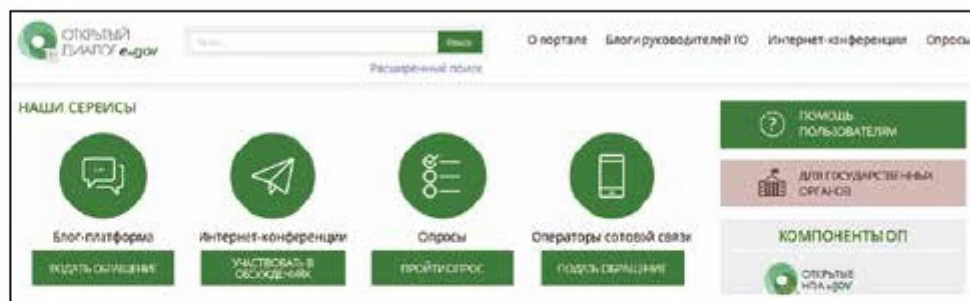 ОТКРЫТЫЙ
ДИАЛОГ e.gov
Поиск
Расширенный поиск
О портале Блоги руководителей ГО Интернет-конференции Опросы
НАШИ СЕРВИСЫ
Блог-платформа
ПОДАТЬ ОБРАЩЕНИЕ
Интернет-конференции
УЧАСТВОВАТЬ В
ОБСУЖДЕНИЯХ
Опросы
ПРОЙТИ ОПРОС
Операторы сотовой связи
ПОДАТЬ ОБРАЩЕНИЕ
ПОМОЩЬ
ПОЛЬЗОВАТЕЛЯМ
ДЛЯ ГОСУДАРСТВЕННЫХ
ОРГАНОВ
КОМПОНЕНТЫ ОП
ОТКРЫТЫЕ
НПА e.gov